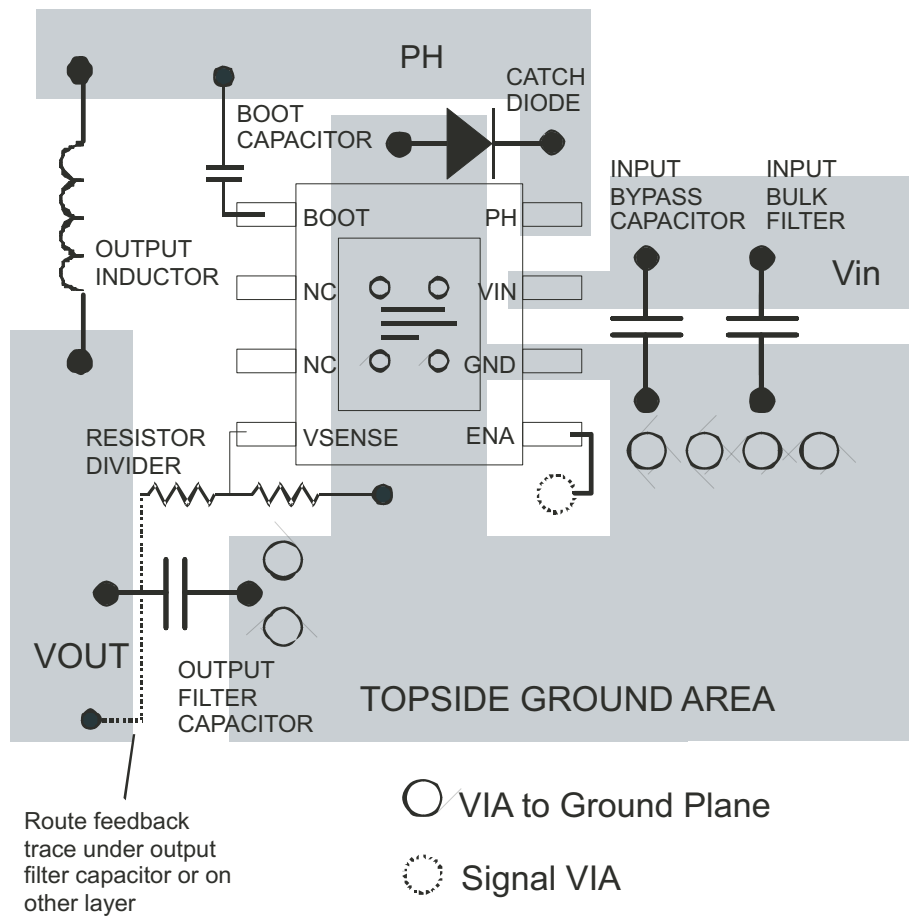 PH
CATCH
DIODE
BOOT
CAPACITOR
INPUT
BYPASS
CAPACITOR
INPUT
BULK
FILTER
BOOT
PH
OUTPUT
INDUCTOR
NC
VIN
Vin
NC
GND
RESISTOR
DIVIDER
VSENSE
ENA
VOUT
OUTPUT
FILTER
CAPACITOR
TOPSIDE GROUND AREA
Route feedback
trace under output
filter capacitor or on
other layer
VIA to Ground Plane
Signal VIA